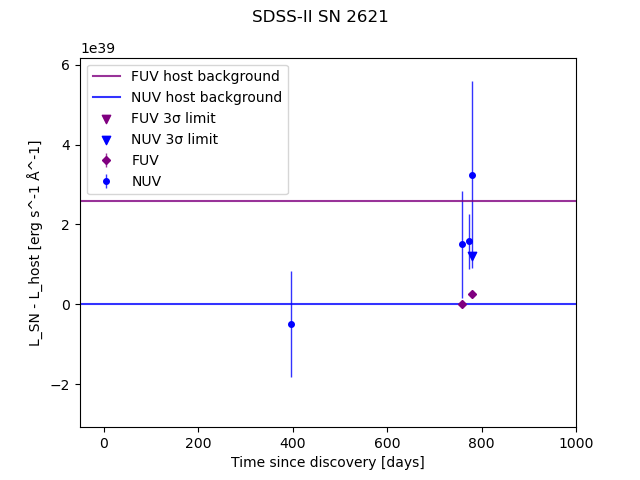 SDSS-II SN 2621
1e39
FUV host background
NUV host background
FUV 3σ limit
NUV 3σ limit
FUV
NUV
6
4
2
0
−2
L_SN - L_host [erg s^-1 Å^-1]
0 200 400 600 800 1000
Time since discovery [days]